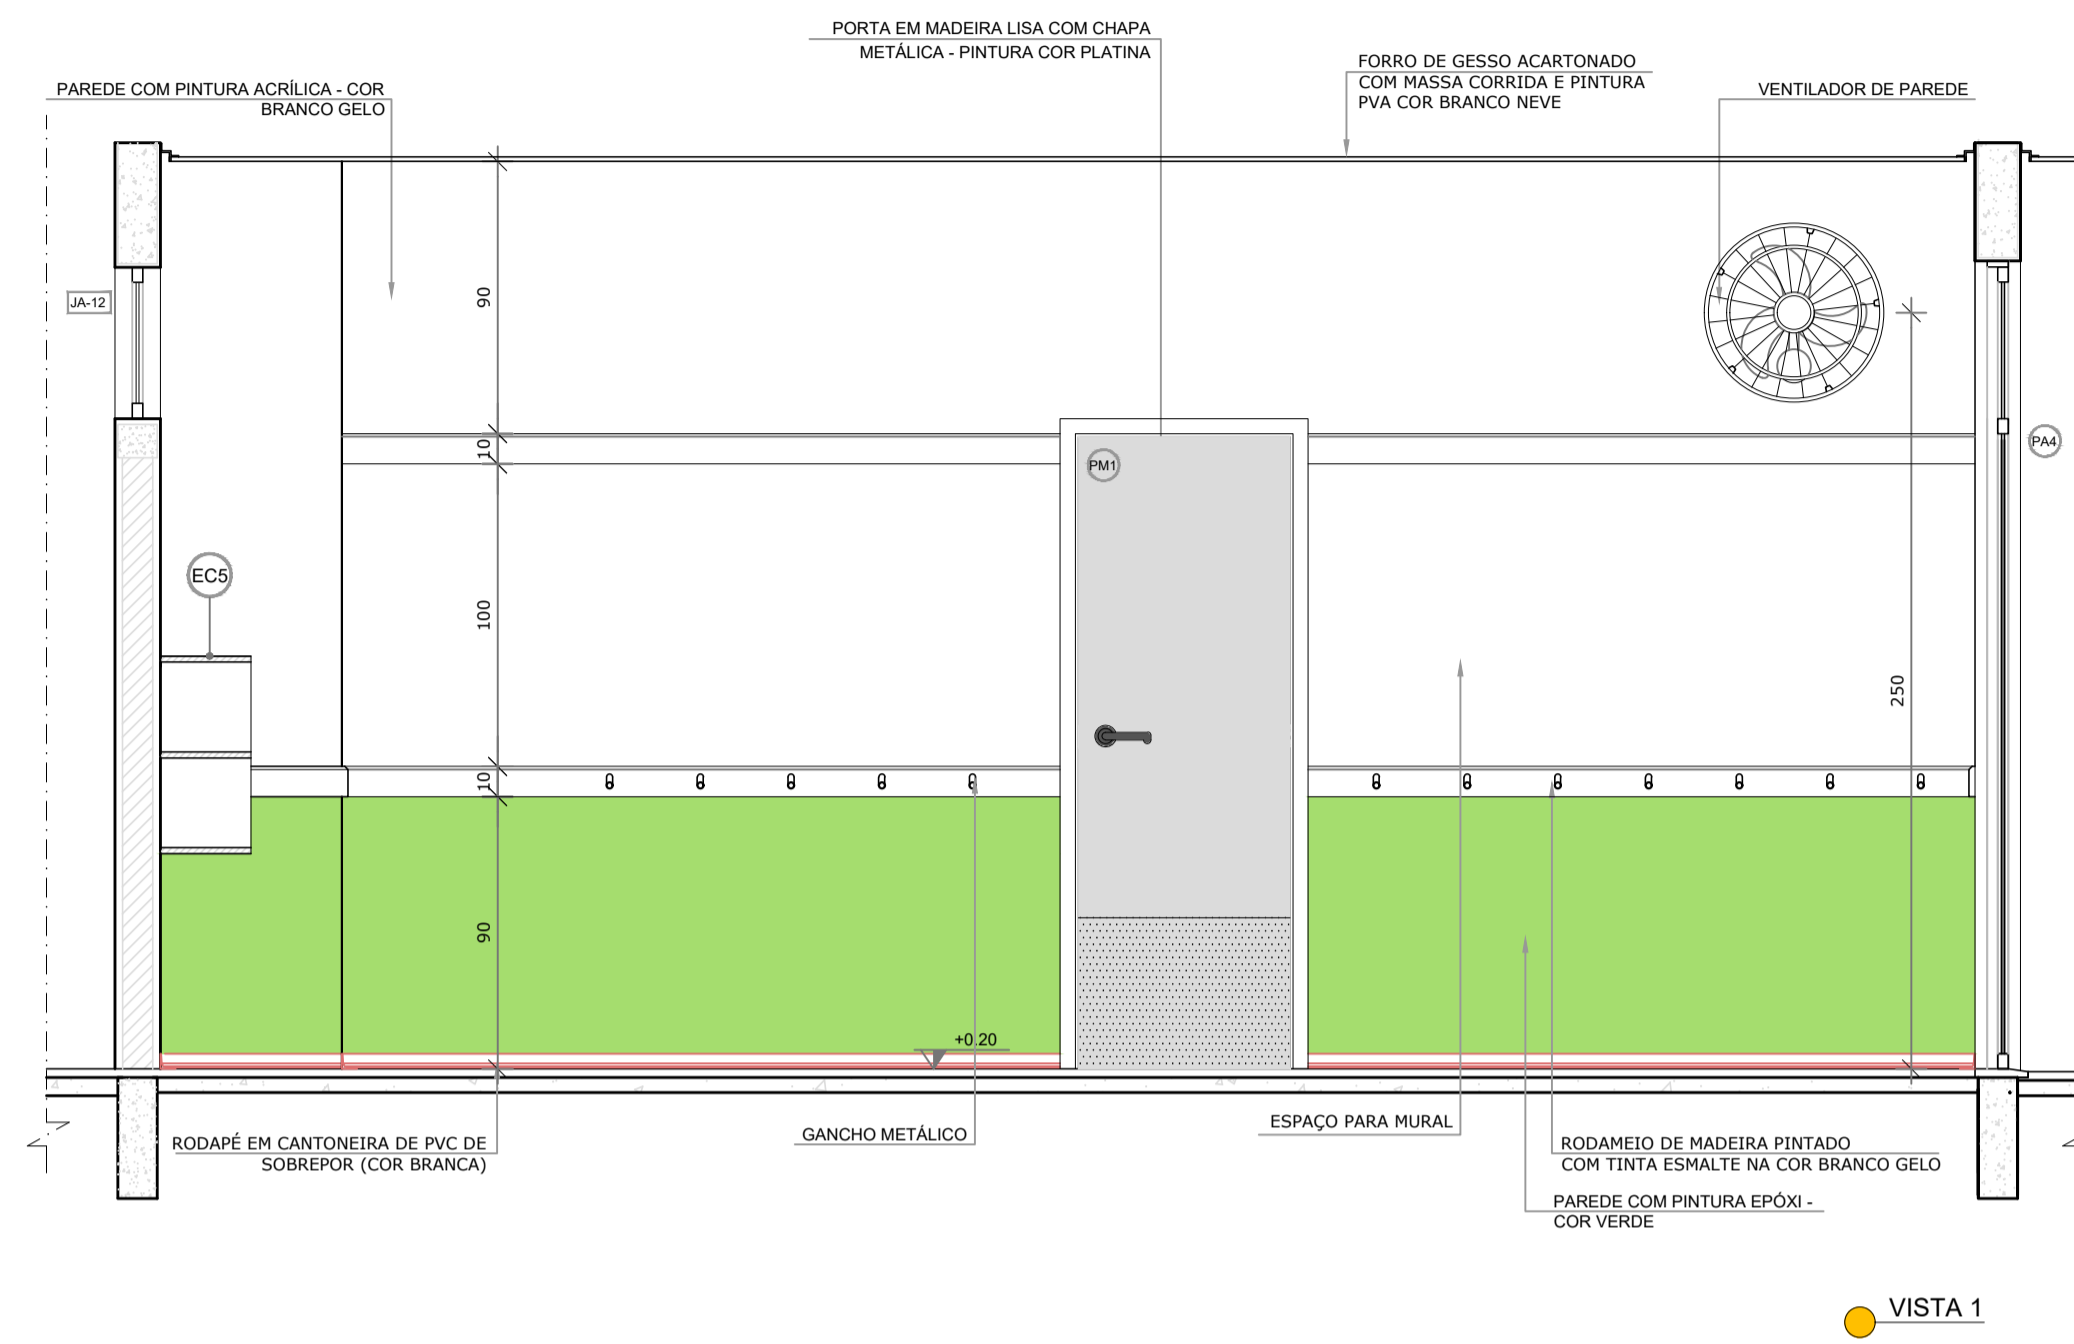 PORTA EM MADEIRA LISA COM CHAPA
METÁLICA - PINTURA COR PLATINA
FORRO DE GESSO ACARTONADO
COM MASSA CORRIDA E PINTURA
PVA COR BRANCO NEVE
PAREDE COM PINTURA ACRÍLICA - COR
BRANCO GELO
VENTILADOR DE PAREDE
JA-12
90
10
PA4
PM1
EC5
100
250
10
90
+0.20
RODAPÉ EM CANTONEIRA DE PVC DE
SOBREPOR (COR BRANCA)
GANCHO METÁLICO
ESPAÇO PARA MURAL
RODAMEIO DE MADEIRA PINTADO
COM TINTA ESMALTE NA COR BRANCO GELO
PAREDE COM PINTURA EPÓXI -
COR VERDE
VISTA 1